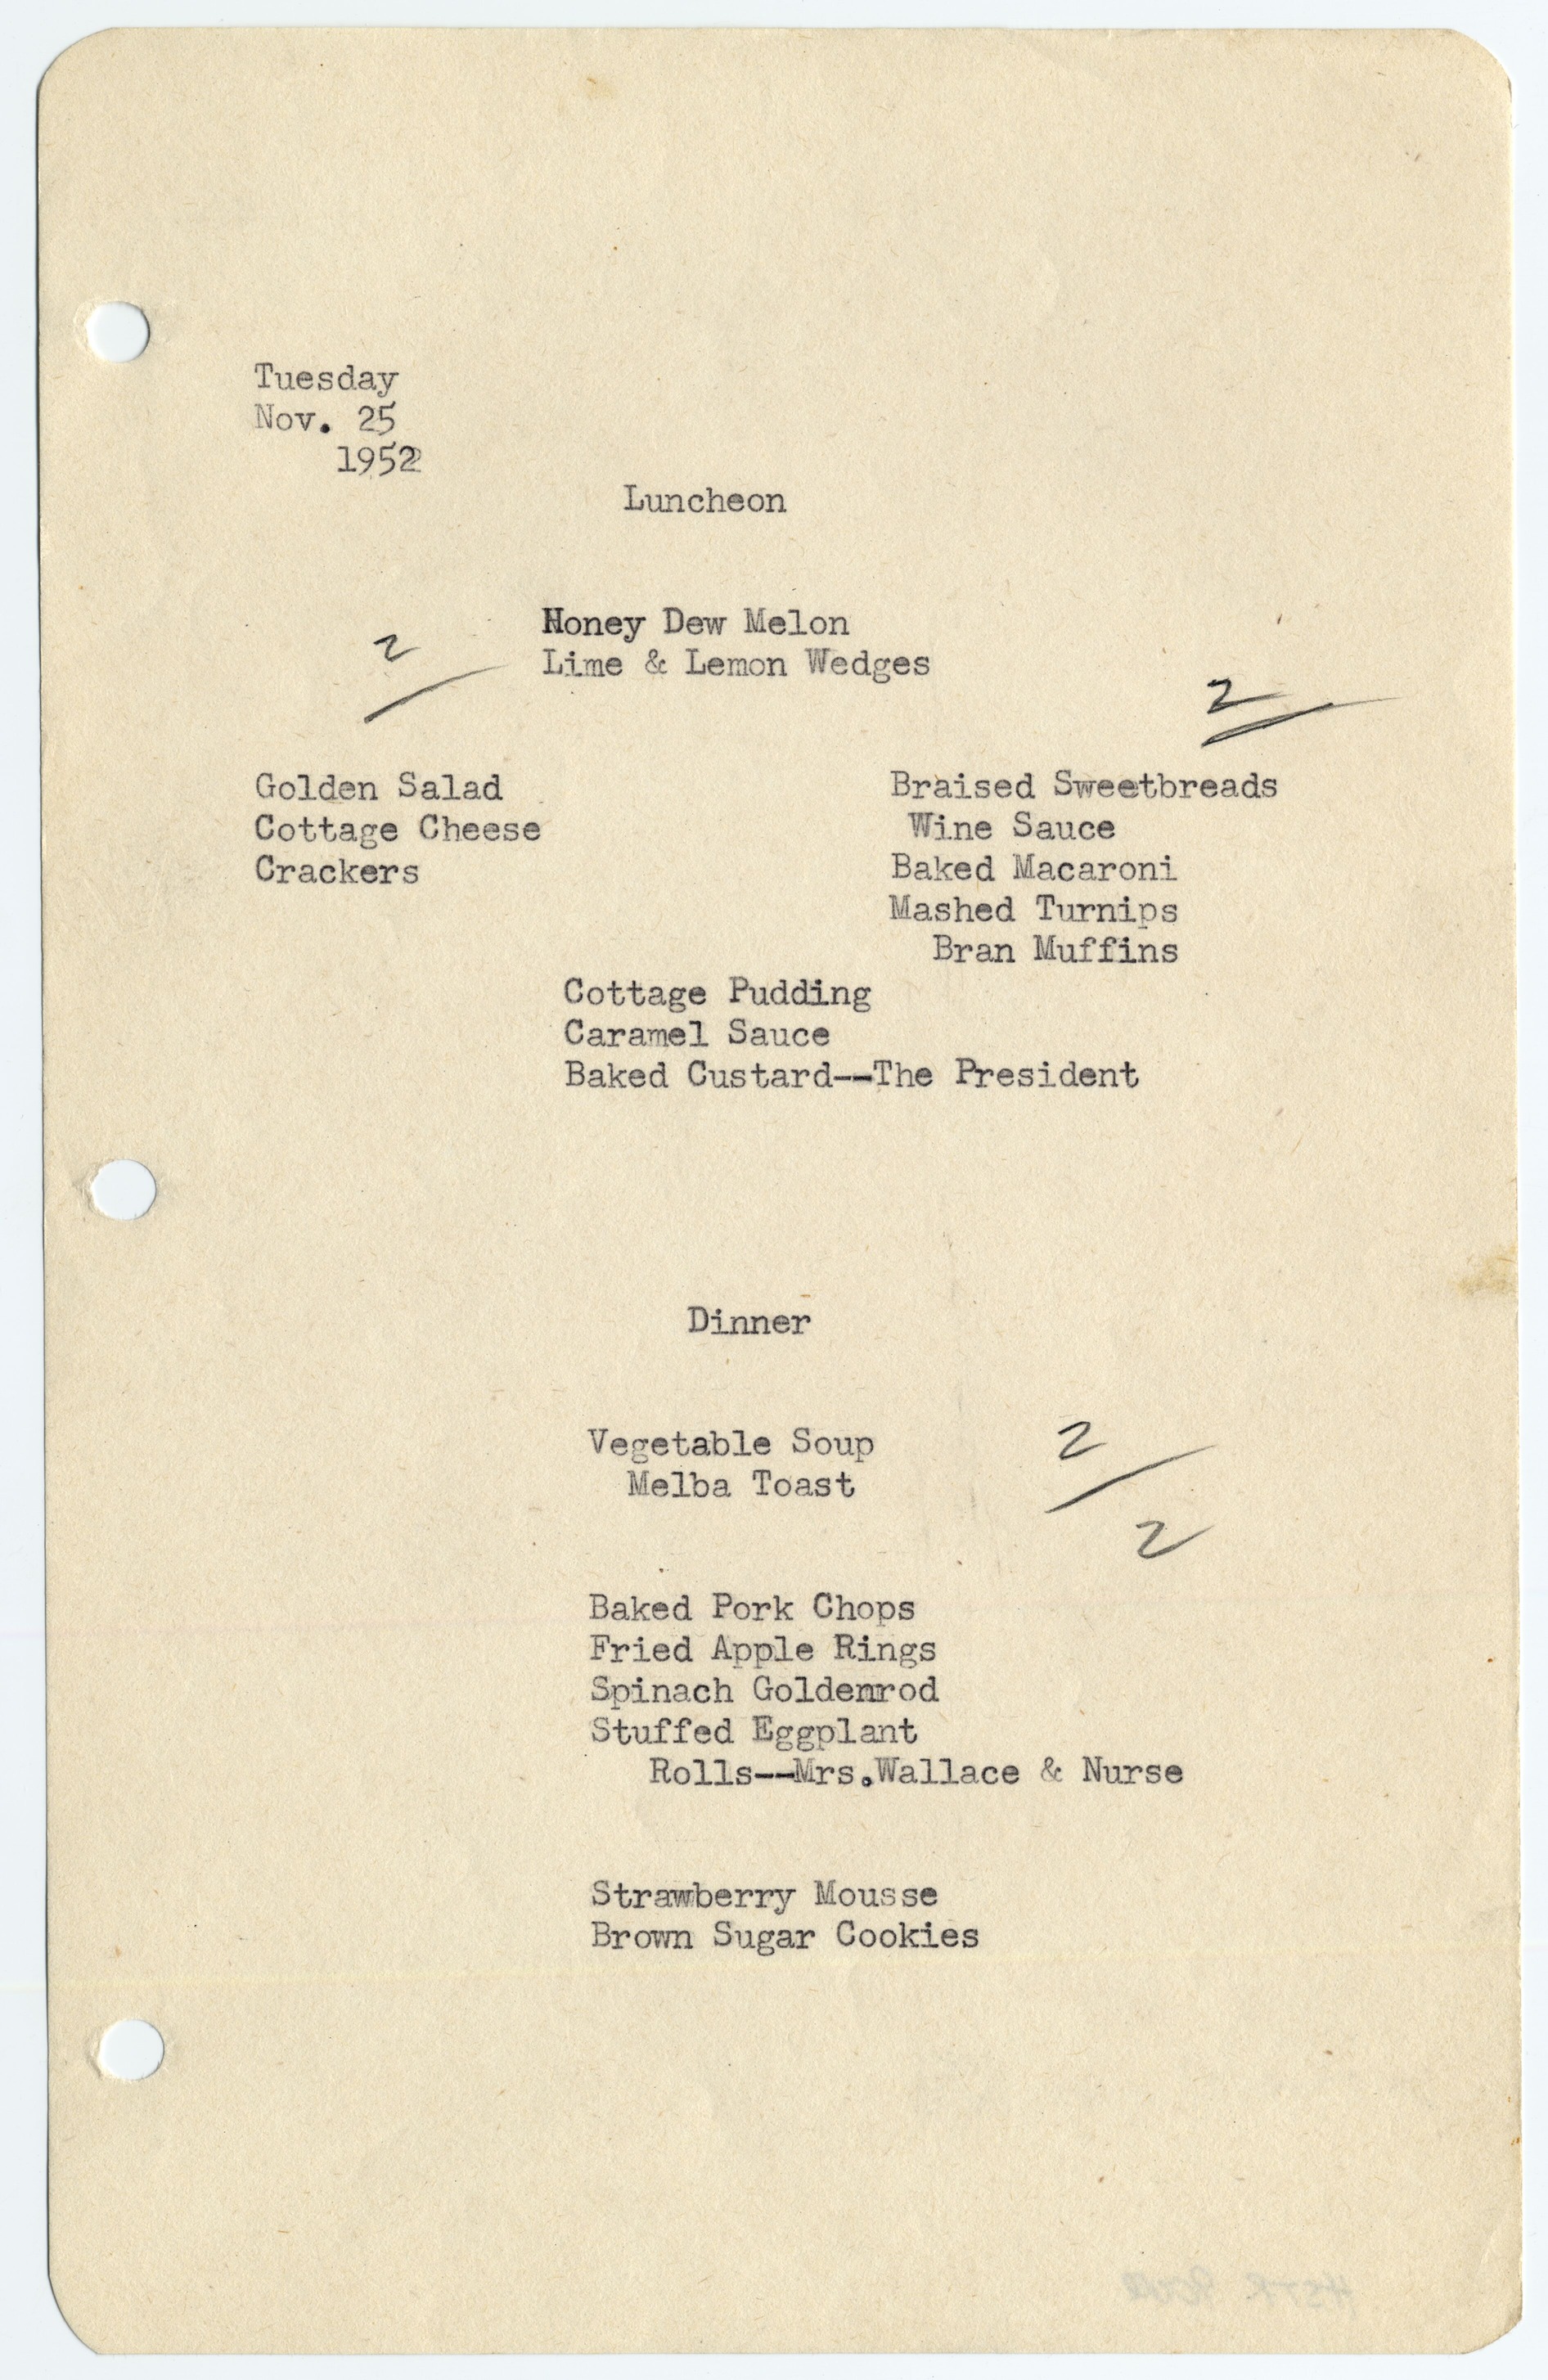 Tuesday
Nov. 25
1952
Luncheon
Honey Dew Melon
Lime & Lemon Wedges
2
2
Golden Salad
Cottage Cheese
Crackers
Braised Sweetbreads
Wine Sauce
Baked Macaroni
Mashed Turnips
Bran Muffins
Cottage Pudding
Caramel Sauce
Baked Custard--The President
Dinner
Vegetable Soup
Melba Toast
2
2
Baked Pork Chops
Fried Apple Rings
Spinach Goldenrod
Stuffed Eggplant
Rolls--Mrs.Wallace & Nurse
Strawberry Mousse
Brown Sugar Cookies